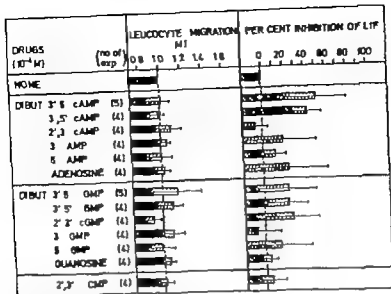 DRUGS (no of LEUCOCYTE MIGRATION PER CENT INHIBITION OF LIF
(10⁻⁴ M) exp) M I
0.8 1.0 1.2 1.4 1.6 0 20 40 60 80 100
NONE
DIBUT 3' 5 cAMP (5)
3',5' cAMP (4)
2',3 cAMP (4)
3 AMP (4)
5 AMP (4)
ADENOSINE (4)
DIBUT 3' 5 GMP (5)
3' 5' GMP (4)
2' 3' cGMP (4)
3 GMP (4)
5 GMP (4)
GUANOSINE (4)
2',3' CMP (4)